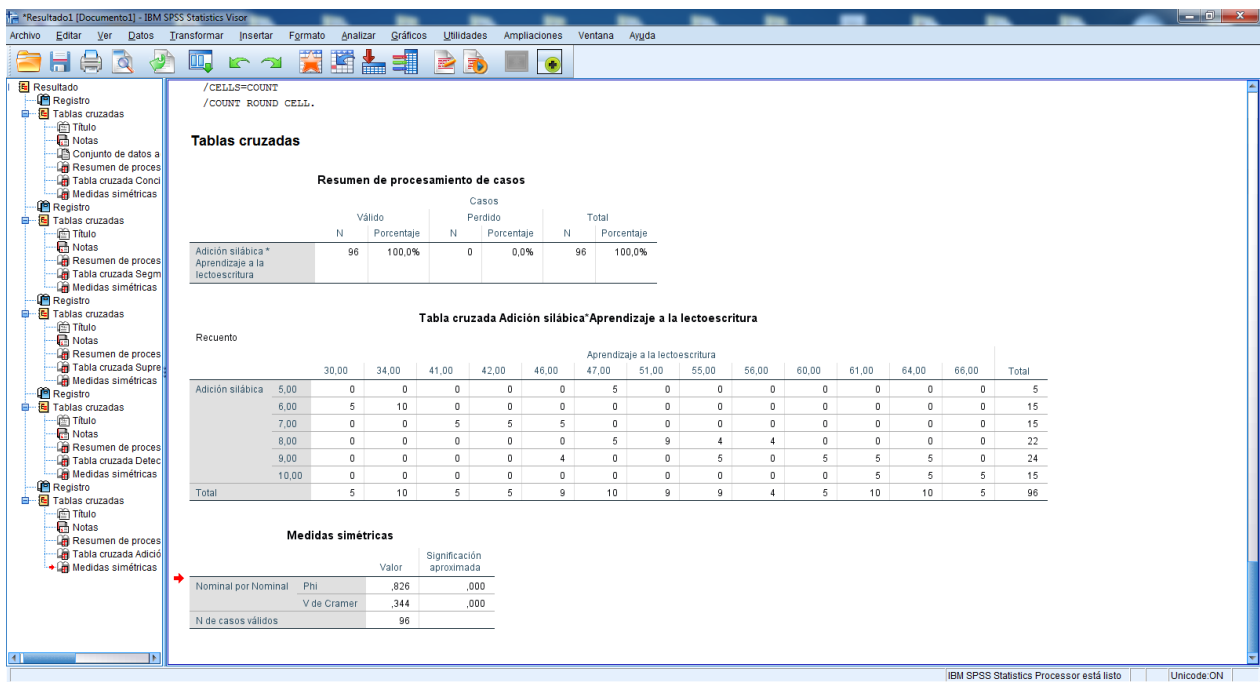 *Resultado1 [Documento1] - IBM SPSS Statistics Visor
Archivo Editar Ver Datos Transformar Insertar Formato Analizar Gráficos Utilidades Ampliaciones Ventana Ayuda
Resultado
Registro
Tablas cruzadas
Título
Notas
Conjunto de datos a
Resumen de proces
Tabla cruzada Conci
Medidas simétricas
Registro
Tablas cruzadas
Título
Notas
Resumen de proces
Tabla cruzada Segm
Medidas simétricas
Registro
Tablas cruzadas
Título
Notas
Resumen de proces
Tabla cruzada Supre
Medidas simétricas
Registro
Tablas cruzadas
Título
Notas
Resumen de proces
Tabla cruzada Detec
Medidas simétricas
Registro
Tablas cruzadas
Título
Notas
Resumen de proces
Tabla cruzada Adició
Medidas simétricas
/CELLS=COUNT
/COUNT ROUND CELL.
Tablas cruzadas
Resumen de procesamiento de casos
Casos
Válido Perdido Total
N Porcentaje N Porcentaje N Porcentaje
Adición silábica * 96 100,0% 0 0,0% 96 100,0%
Aprendizaje a la
lectoescritura
Tabla cruzada Adición silábica*Aprendizaje a la lectoescritura
Recuento
Aprendizaje a la lectoescritura
30,00 34,00 41,00 42,00 46,00 47,00 51,00 55,00 56,00 60,00 61,00 64,00 66,00 Total
Adición silábica 5,00 0 0 0 0 0 5 0 0 0 0 0 0 0 5
6,00 5 10 0 0 0 0 0 0 0 0 0 0 0 15
7,00 0 0 5 5 5 0 0 0 0 0 0 0 0 15
8,00 0 0 0 0 0 5 9 4 4 0 0 0 0 22
9,00 0 0 0 0 4 0 0 5 0 5 5 5 0 24
10,00 0 0 0 0 0 0 0 0 0 0 5 5 5 15
Total 5 10 5 5 9 10 9 9 4 5 10 10 5 96
Medidas simétricas
Valor Significación
aproximada
Nominal por Nominal Phi ,826 ,000
V de Cramer ,344 ,000
N de casos válidos 96
IBM SPSS Statistics Processor está listo Unicode:ON